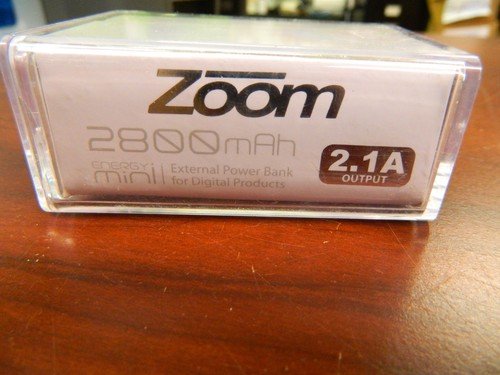 Zoom
2800mAh
ENERGY
mini
External Power Bank
for Digital Products
2.1A
OUTPUT